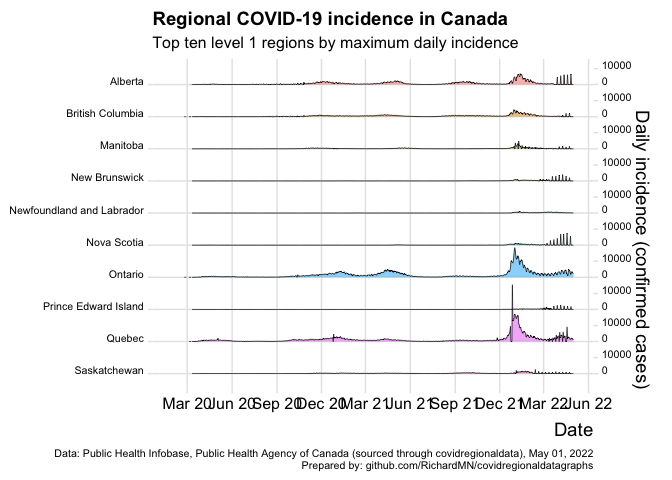 Regional COVID-19 incidence in Canada
Top ten level 1 regions by maximum daily incidence
Alberta
10000
0
British Columbia
10000
0
Manitoba
10000
0
New Brunswick
10000
0
Newfoundland and Labrador
10000
0
Nova Scotia
10000
0
Ontario
10000
0
Prince Edward Island
10000
0
Quebec
10000
0
Saskatchewan
10000
0
Daily incidence (confirmed cases)
Mar 20 Jun 20 Sep 20 Dec 20 Mar 21 Jun 21 Sep 21 Dec 21 Mar 22 Jun 22
Date
Data: Public Health Infobase, Public Health Agency of Canada (sourced through covidregionaldata), May 01, 2022
Prepared by: github.com/RichardMN/covidregionaldatagraphs